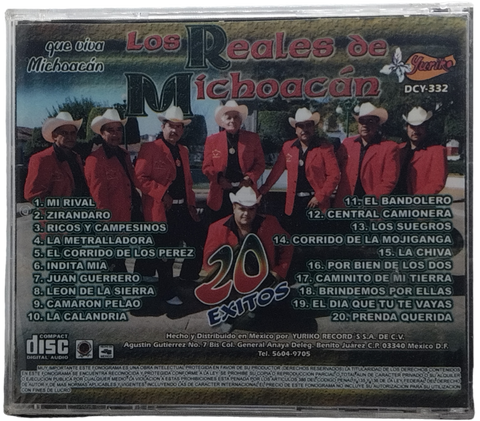 que viva
Michoacán
Los Reales de
Michoacán
Yuriko
DCY-332
1. MI RIVAL
2. ZIRANDARO
3. RICOS Y CAMPESINOS
4. LA METRALLADORA
5. EL CORRIDO DE LOS PEREZ
6. INDITA MIA
7. JUAN GUERRERO
8. LEON DE LA SIERRA
9. CAMARON PELAO
10. LA CALANDRIA
11. EL BANDOLERO
12. CENTRAL CAMIONERA
13. LOS SUEGROS
14. CORRIDO DE LA MOJIGANGA
15. LA CHIVA
16. POR BIEN DE LOS DOS
17. CAMINITO DE MI TIERRA
18. BRINDEMOS POR ELLAS
19. EL DIA QUE TU TE VAYAS
20. PRENDA QUERIDA
20
EXITOS
COMPACT
disc
DIGITAL AUDIO
Hecho y Distribuido en Mexico por: YURIKO RECORD·S S.A. DE C.V.
Agustin Gutierrez No. 7 Bis Col. General Anaya Deleg. Benito Juarez C.P. 03340 Mexico D.F.
Tel. 5604-9705